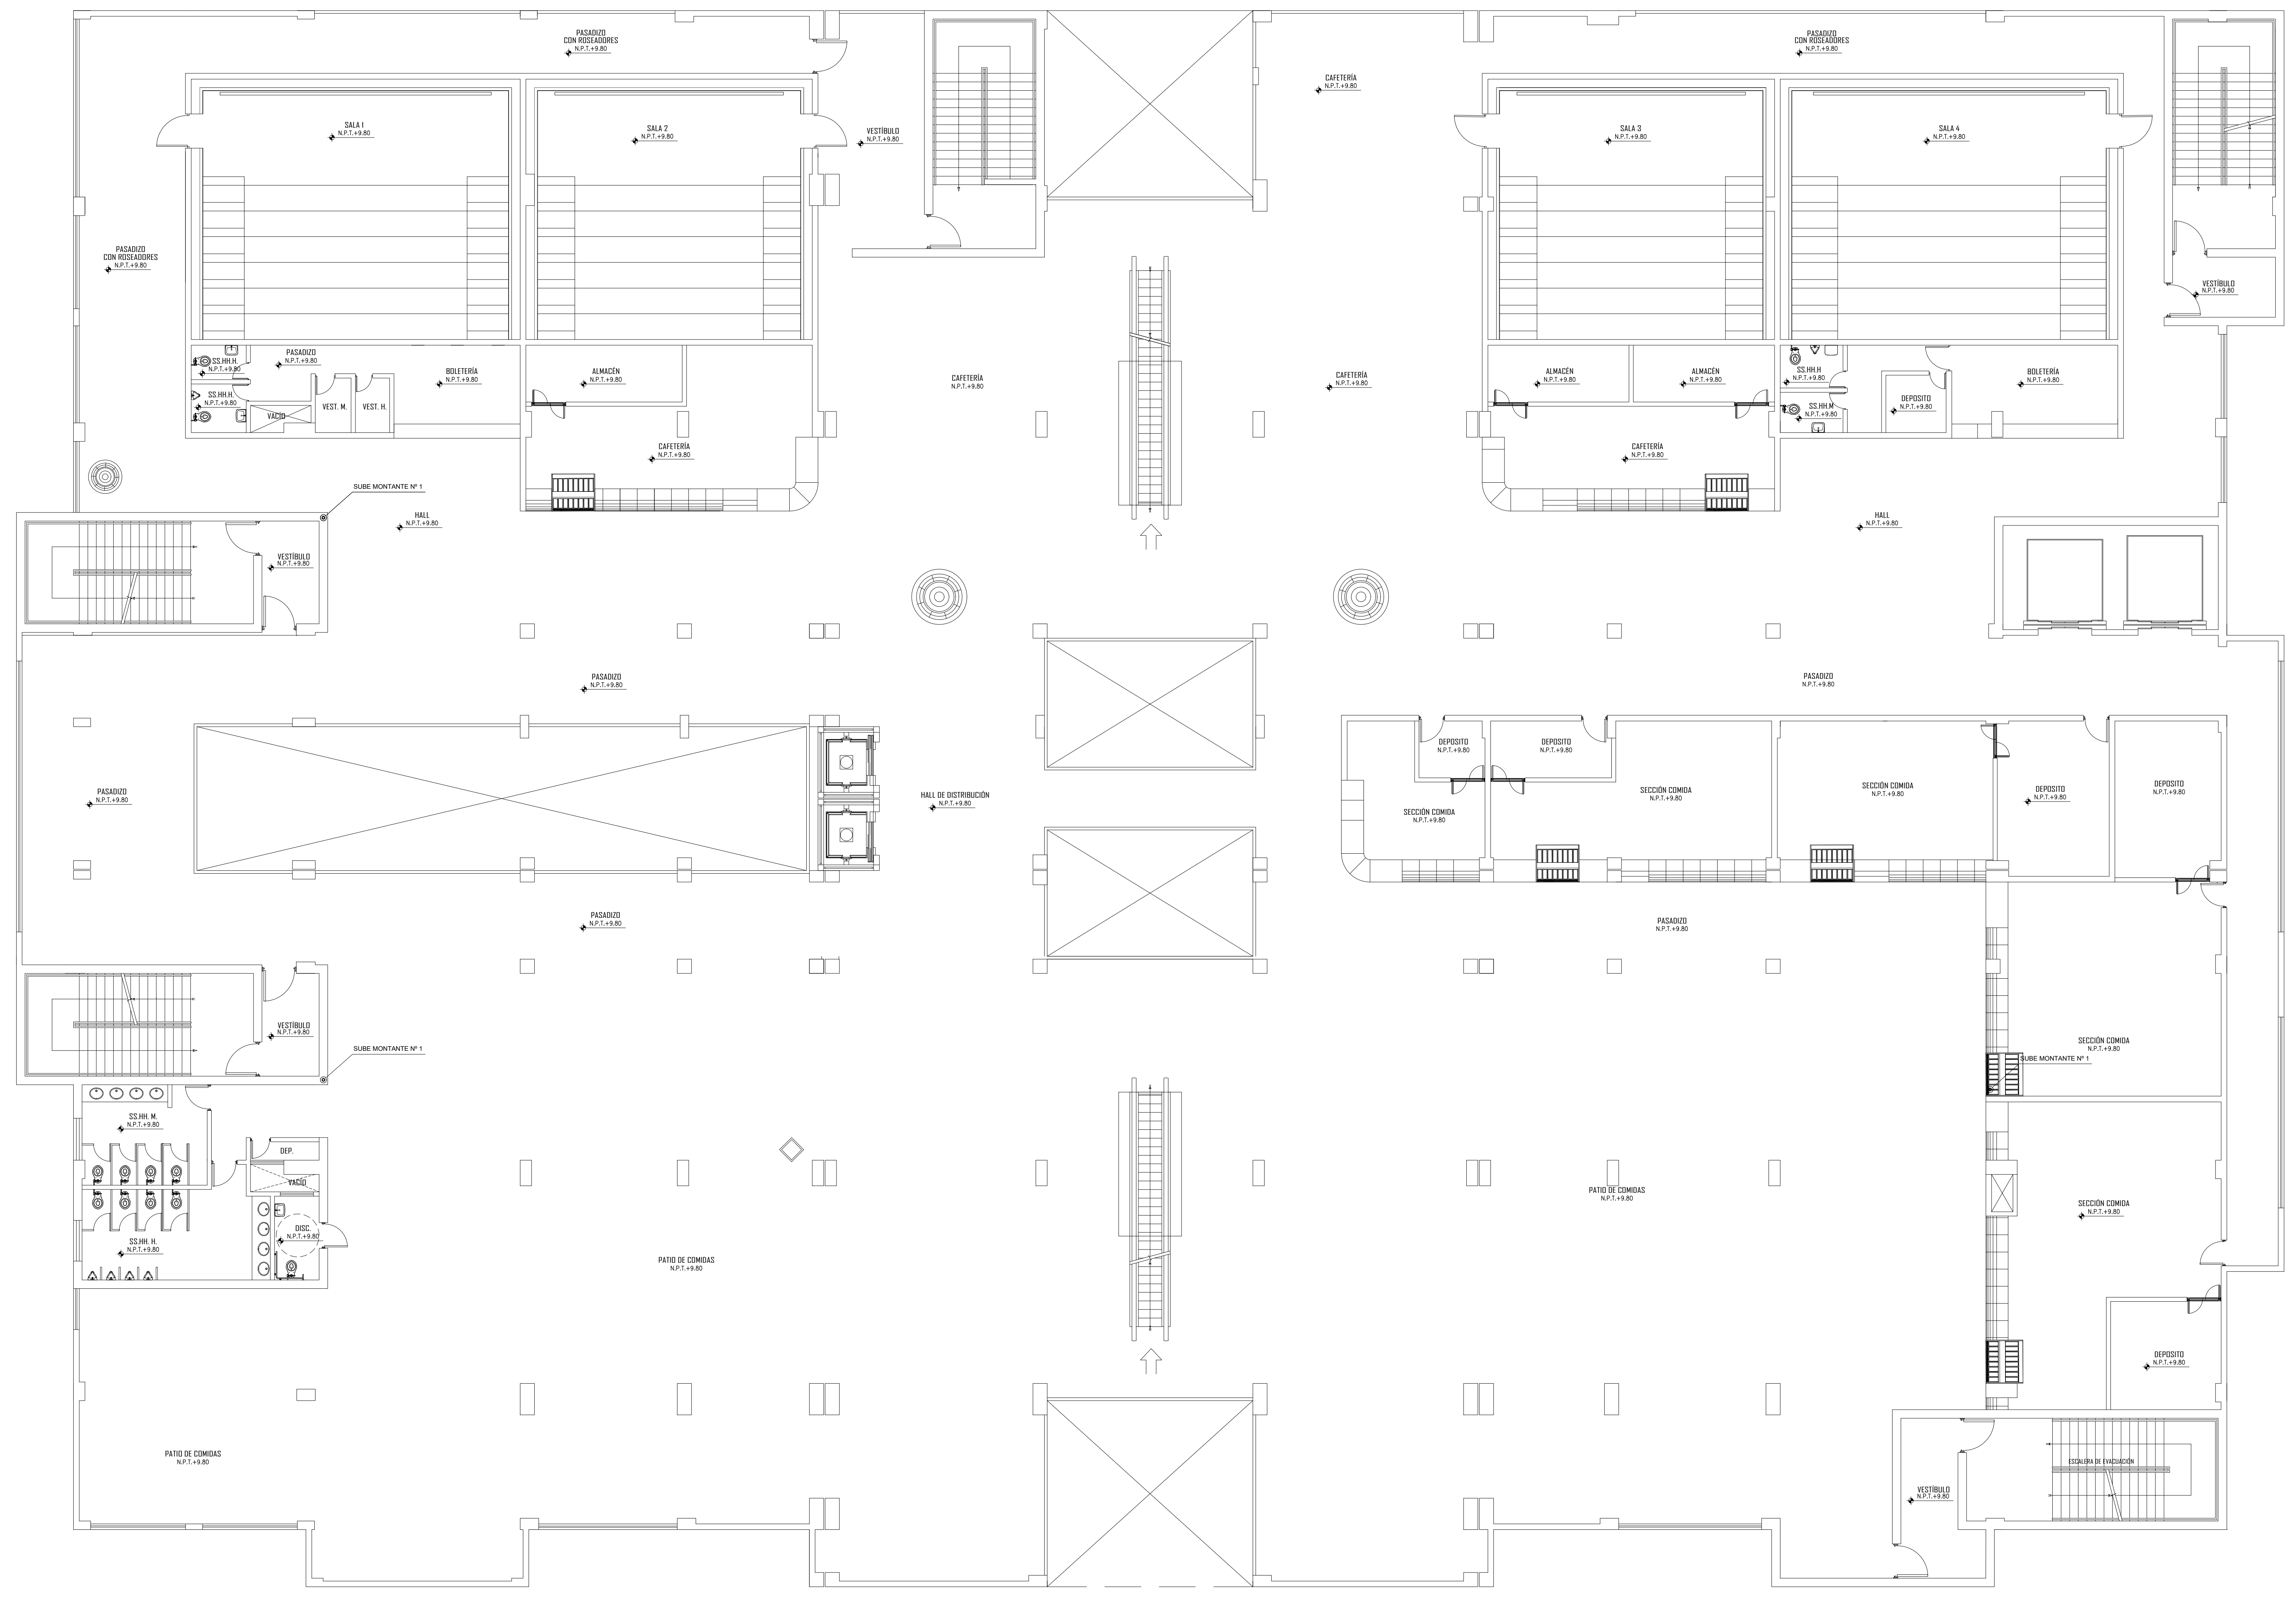 PASADIZO
CON ROSEADORES
N.P.T.+9.80
PASADIZO
CON ROSEADORES
N.P.T.+9.80
CAFETERÍA
N.P.T.+9.80
SALA 1
N.P.T.+9.80
SALA 2
N.P.T.+9.80
VESTÍBULO
N.P.T.+9.80
SALA 3
N.P.T.+9.80
SALA 4
N.P.T.+9.80
PASADIZO
CON ROSEADORES
N.P.T.+9.80
VESTÍBULO
N.P.T.+9.80
SS.HH.H.
N.P.T.+9.80
PASADIZO
N.P.T.+9.80
BOLETERÍA
N.P.T.+9.80
ALMACÉN
N.P.T.+9.80
CAFETERÍA
N.P.T.+9.80
CAFETERÍA
N.P.T.+9.80
ALMACÉN
N.P.T.+9.80
ALMACÉN
N.P.T.+9.80
SS.HH.H
N.P.T.+9.80
BOLETERÍA
N.P.T.+9.80
SS.HH.H.
N.P.T.+9.80
VACÍO
VEST. M.
VEST. H.
SS.HH.M
N.P.T.+9.80
DEPOSITO
N.P.T.+9.80
CAFETERÍA
N.P.T.+9.80
CAFETERÍA
N.P.T.+9.80
SUBE MONTANTE Nº 1
HALL
N.P.T.+9.80
HALL
N.P.T.+9.80
VESTÍBULO
N.P.T.+9.80
PASADIZO
N.P.T.+9.80
PASADIZO
N.P.T.+9.80
DEPOSITO
N.P.T.+9.80
DEPOSITO
N.P.T.+9.80
PASADIZO
N.P.T.+9.80
HALL DE DISTRIBUCIÓN
N.P.T.+9.80
SECCIÓN COMIDA
N.P.T.+9.80
SECCIÓN COMIDA
N.P.T.+9.80
SECCIÓN COMIDA
N.P.T.+9.80
DEPOSITO
N.P.T.+9.80
DEPOSITO
N.P.T.+9.80
PASADIZO
N.P.T.+9.80
PASADIZO
N.P.T.+9.80
VESTÍBULO
N.P.T.+9.80
SUBE MONTANTE Nº 1
SECCIÓN COMIDA
N.P.T.+9.80
SUBE MONTANTE Nº 1
SS.HH. M.
N.P.T.+9.80
DEP.
VACÍO
DISC.
N.P.T.+9.80
SS.HH. H.
N.P.T.+9.80
PATIO DE COMIDAS
N.P.T.+9.80
PATIO DE COMIDAS
N.P.T.+9.80
SECCIÓN COMIDA
N.P.T.+9.80
DEPOSITO
N.P.T.+9.80
PATIO DE COMIDAS
N.P.T.+9.80
ESCALERA DE EVACUACIÓN
VESTÍBULO
N.P.T.+9.80